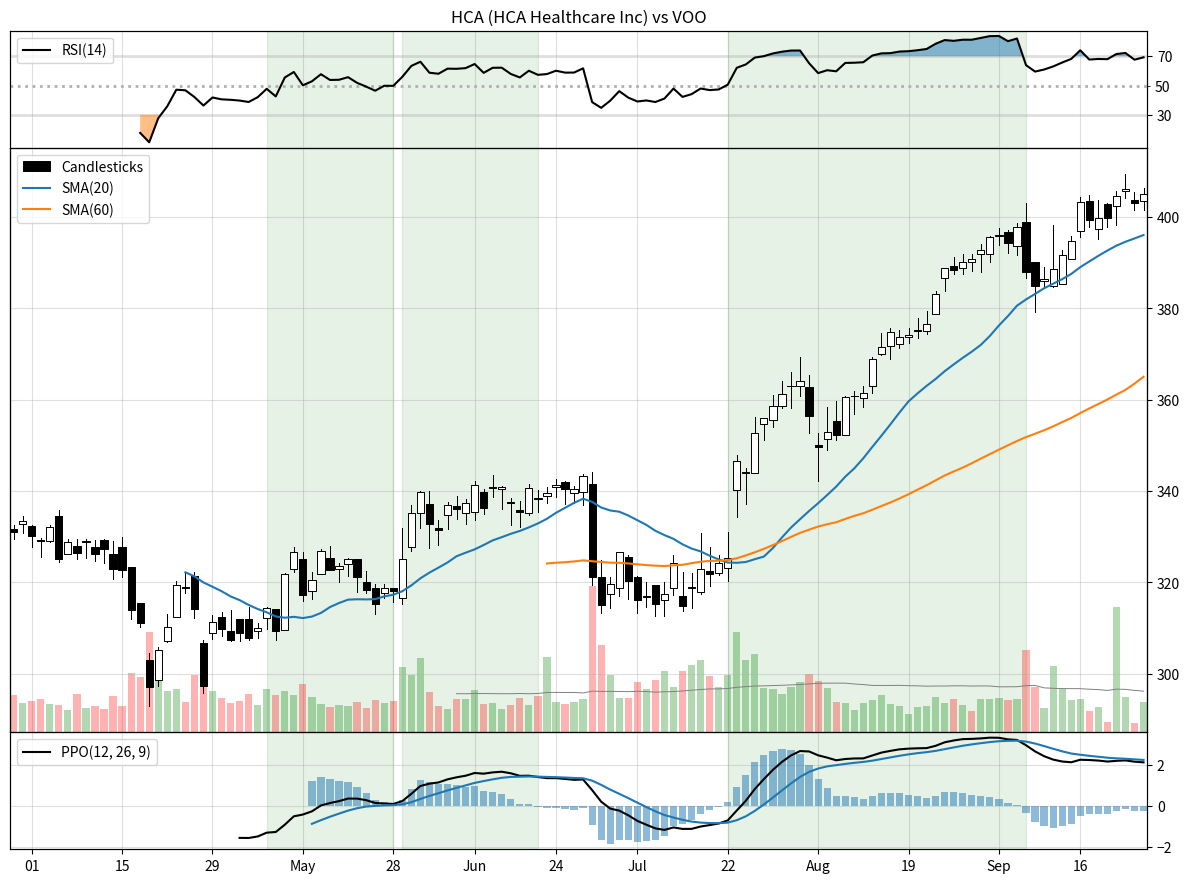 HCA (HCA Healthcare Inc) vs VOO
RSI(14)
70
50
30
Candlesticks
SMA(20)
SMA(60)
400
380
360
340
320
300
PPO(12, 26, 9)
2
0
−2
01 15 29 May 28 Jun 24 Jul 22 Aug 19 Sep 16